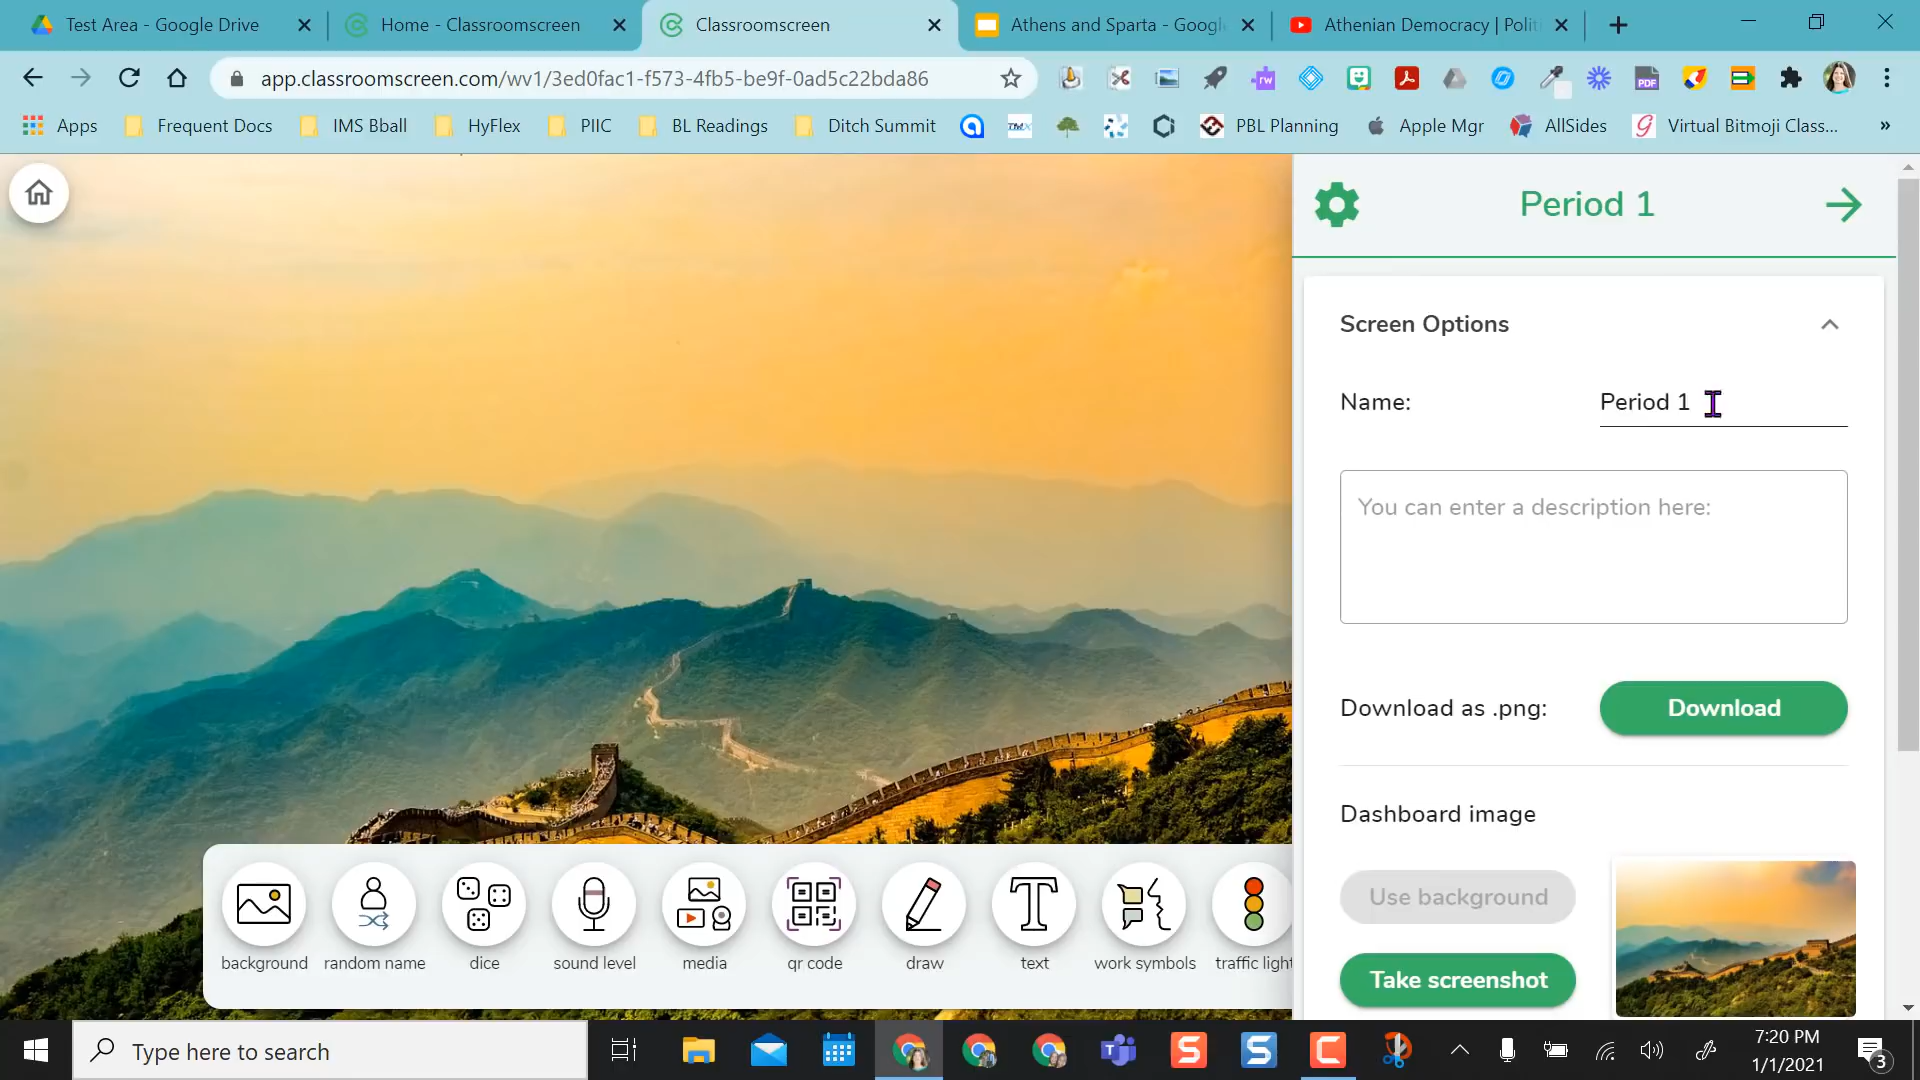 Test Area - Google Drive
Home - Classroomscreen
Classroomscreen
Athens and Sparta - Googl
Athenian Democracy | Polit
app.classroomscreen.com/wv1/3ed0fac1-f573-4fb5-be9f-0ad5c22bda86
rw
PDF
Apps
Frequent Docs
IMS Bball
HyFlex
PIIC
BL Readings
Ditch Summit
PBL Planning
Apple Mgr
AllSides
Virtual Bitmoji Class...
Period 1
Screen Options
Name:
Period 1
You can enter a description here:
Download as .png:
Download
Dashboard image
Use background
Take screenshot
background
random name
dice
sound level
media
qr code
draw
text
work symbols
traffic light
Type here to search
7:20 PM
1/1/2021
3